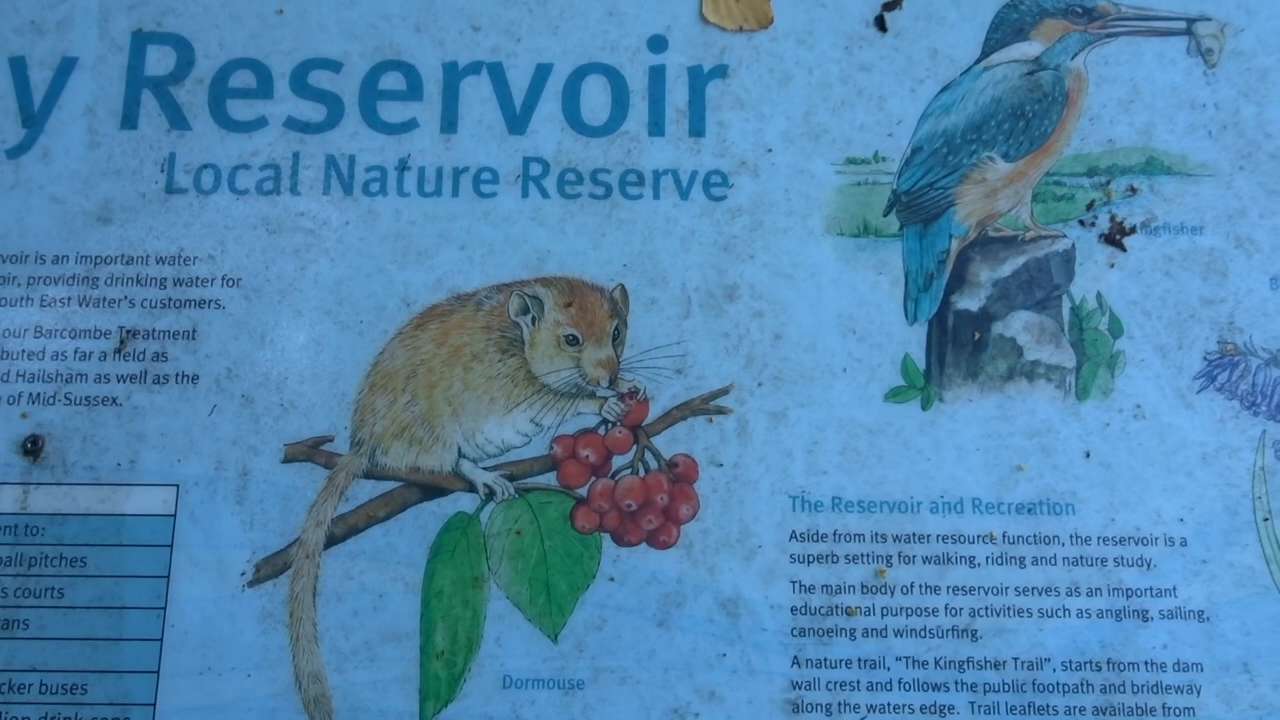 y Reservoir
Local Nature Reserve
voir is an important water
oir, providing drinking water for
outh East Water's customers.
our Barcombe Treatment
buted as far a field as
d Hailsham as well as the
of Mid-Sussex.
ent to:
ball pitches
s courts
ans
cker buses
llion drink cans
Dormouse
ngfisher
The Reservoir and Recreation
Aside from its water resource function, the reservoir is a
superb setting for walking, riding and nature study.
The main body of the reservoir serves as an important
educational purpose for activities such as angling, sailing,
canoeing and windsurfing.
A nature trail, “The Kingfisher Trail”, starts from the dam
wall crest and follows the public footpath and bridleway
along the waters edge. Trail leaflets are available from